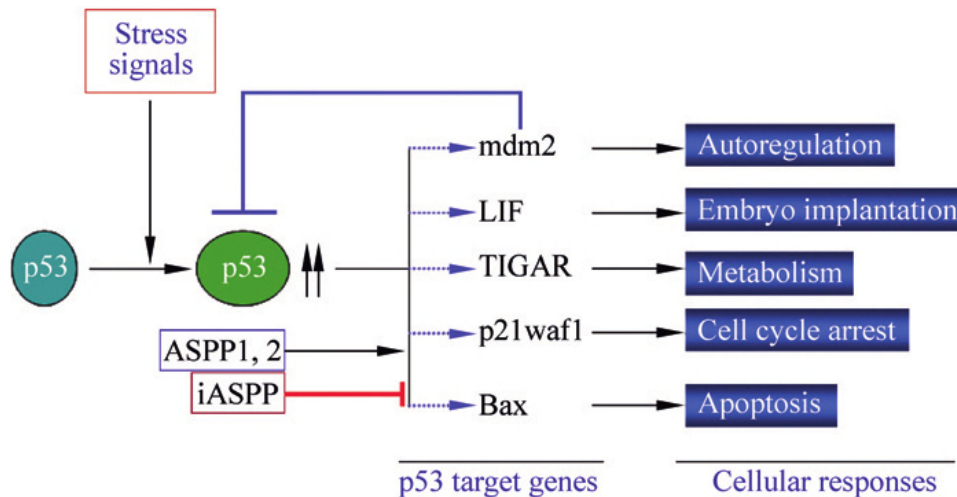 Stress
signals
mdm2
Autoregulation
LIF
Embryo implantation
p53
p53
TIGAR
Metabolism
p21waf1
Cell cycle arrest
ASPP1, 2
iASPP
Bax
Apoptosis
p53 target genes
Cellular responses